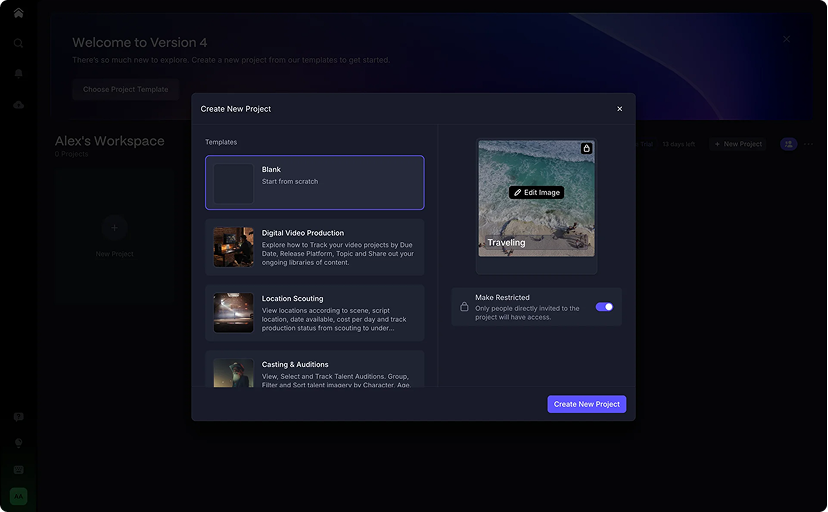 Welcome to Version 4
There's so much new to explore. Create a new project from our templates to get started.
Choose Project Template
Alex's Workspace
0 Projects
Trial
13 days left
+ New Project
New Project
Create New Project
Templates
Blank
Start from scratch
Digital Video Production
Explore how to Track your video projects by Due
Date, Release Platform, Topic and Share out your
ongoing libraries of content.
Location Scouting
View locations according to scene, script
location, date available, cost per day and track
production status from scouting to under...
Casting & Auditions
View, Select and Track Talent Auditions. Group,
Filter and Sort talent imagery by Character, Age,
Edit Image
Traveling
Make Restricted
Only people directly invited to the
project will have access.
Create New Project
AA